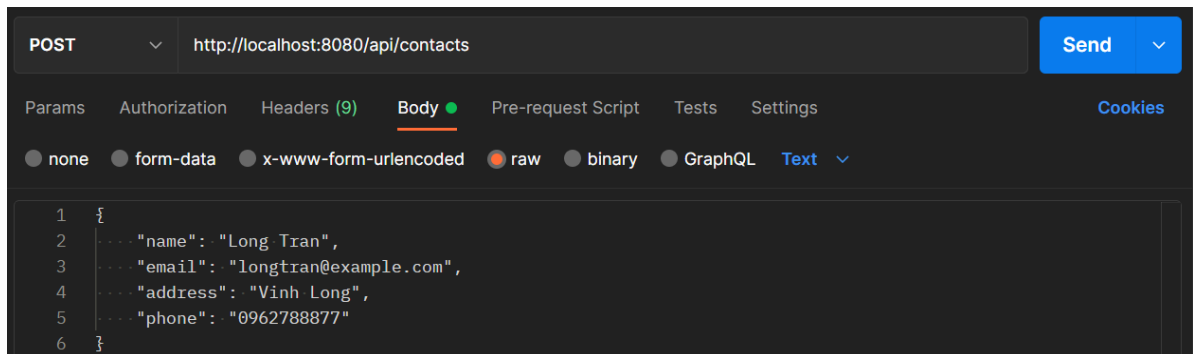 POST http://localhost:8080/api/contacts Send
Params Authorization Headers (9) Body Pre-request Script Tests Settings Cookies
none form-data x-www-form-urlencoded raw binary GraphQL Text
1 {
2 "name": "Long Tran",
3 "email": "longtran@example.com",
4 "address": "Vinh Long",
5 "phone": "0962788877"
6 }